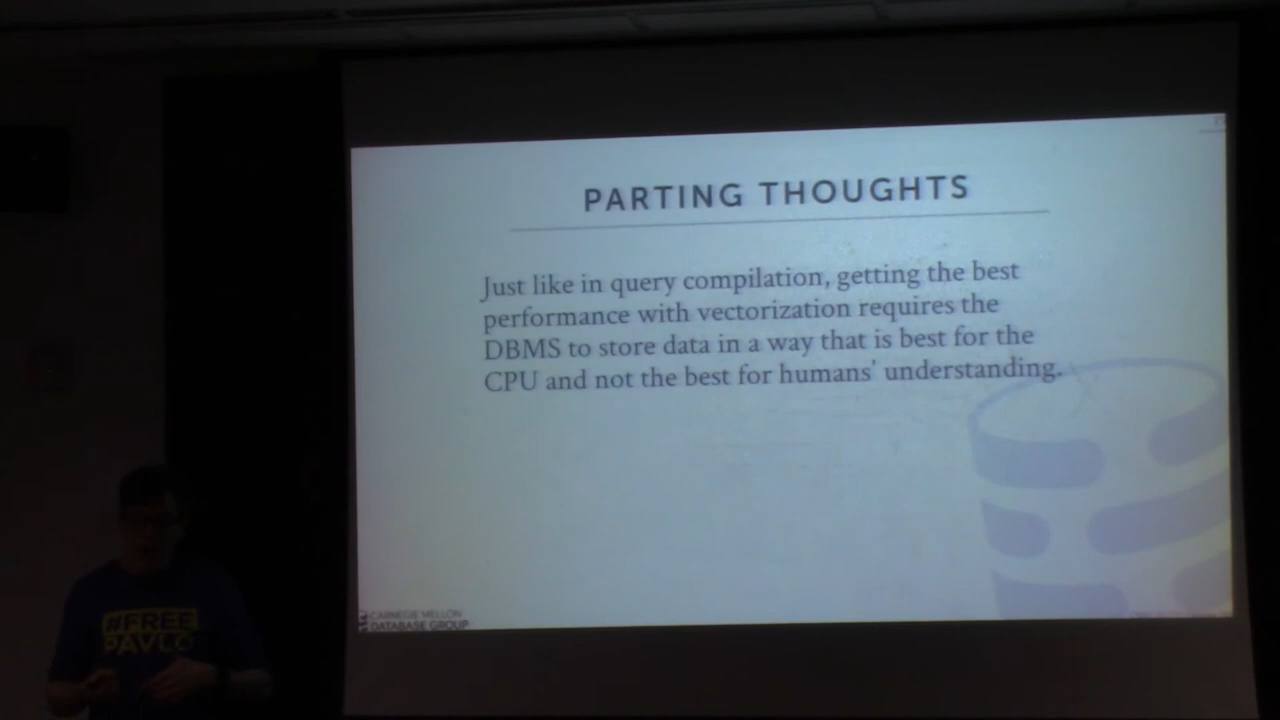 PARTING THOUGHTS
Just like in query compilation, getting the best
performance with vectorization requires the
DBMS to store data in a way that is best for the
CPU and not the best for humans' understanding.
CARNEGIE MELLON
DATABASE GROUP
#FREE
PAVLO